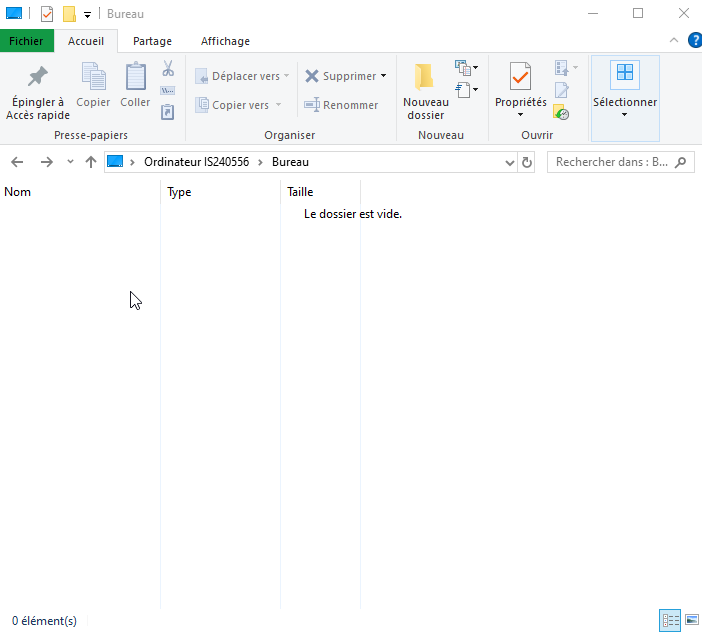 Bureau
Fichier Accueil Partage Affichage
Épingler à Accès rapide
Copier
Coller
Presse-papiers
Déplacer vers
Copier vers
Supprimer
Renommer
Organiser
Nouveau dossier
Nouveau
Propriétés
Ouvrir
Sélectionner
Ordinateur IS240556 > Bureau
Rechercher dans : B...
Nom Type Taille
Le dossier est vide.
0 élément(s)